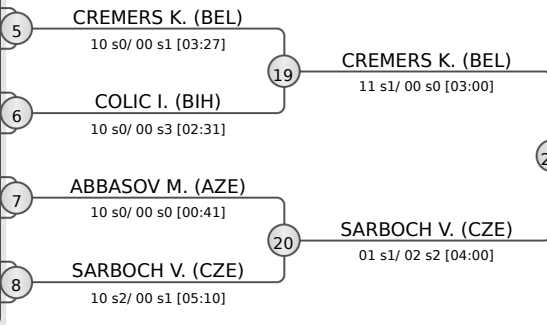 5
CREMERS K. (BEL)
10 s0/ 00 s1 [03:27]
19
CREMERS K. (BEL)
11 s1/ 00 s0 [03:00]
6
COLIC I. (BIH)
10 s0/ 00 s3 [02:31]
7
ABBASOV M. (AZE)
10 s0/ 00 s0 [00:41]
20
SARBOCH V. (CZE)
01 s1/ 02 s2 [04:00]
8
SARBOCH V. (CZE)
10 s2/ 00 s1 [05:10]